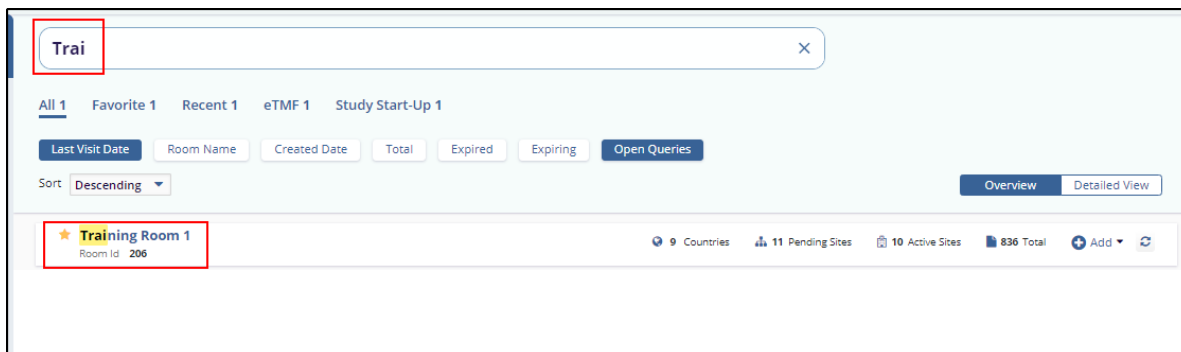 Trai
All 1 Favorite 1 Recent 1 eTMF 1 Study Start-Up 1
Last Visit Date Room Name Created Date Total Expired Expiring Open Queries
Sort Descending Overview Detailed View
Training Room 1 9 Countries 11 Pending Sites 10 Active Sites 836 Total Add
Room Id 206